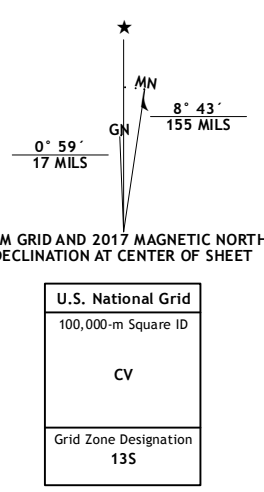 MN
GN
8° 43´
155 MILS
0° 59´
17 MILS
M GRID AND 2017 MAGNETIC NORTH
DECLINATION AT CENTER OF SHEET
U.S. National Grid
100,000-m Square ID
CV
Grid Zone Designation
13S